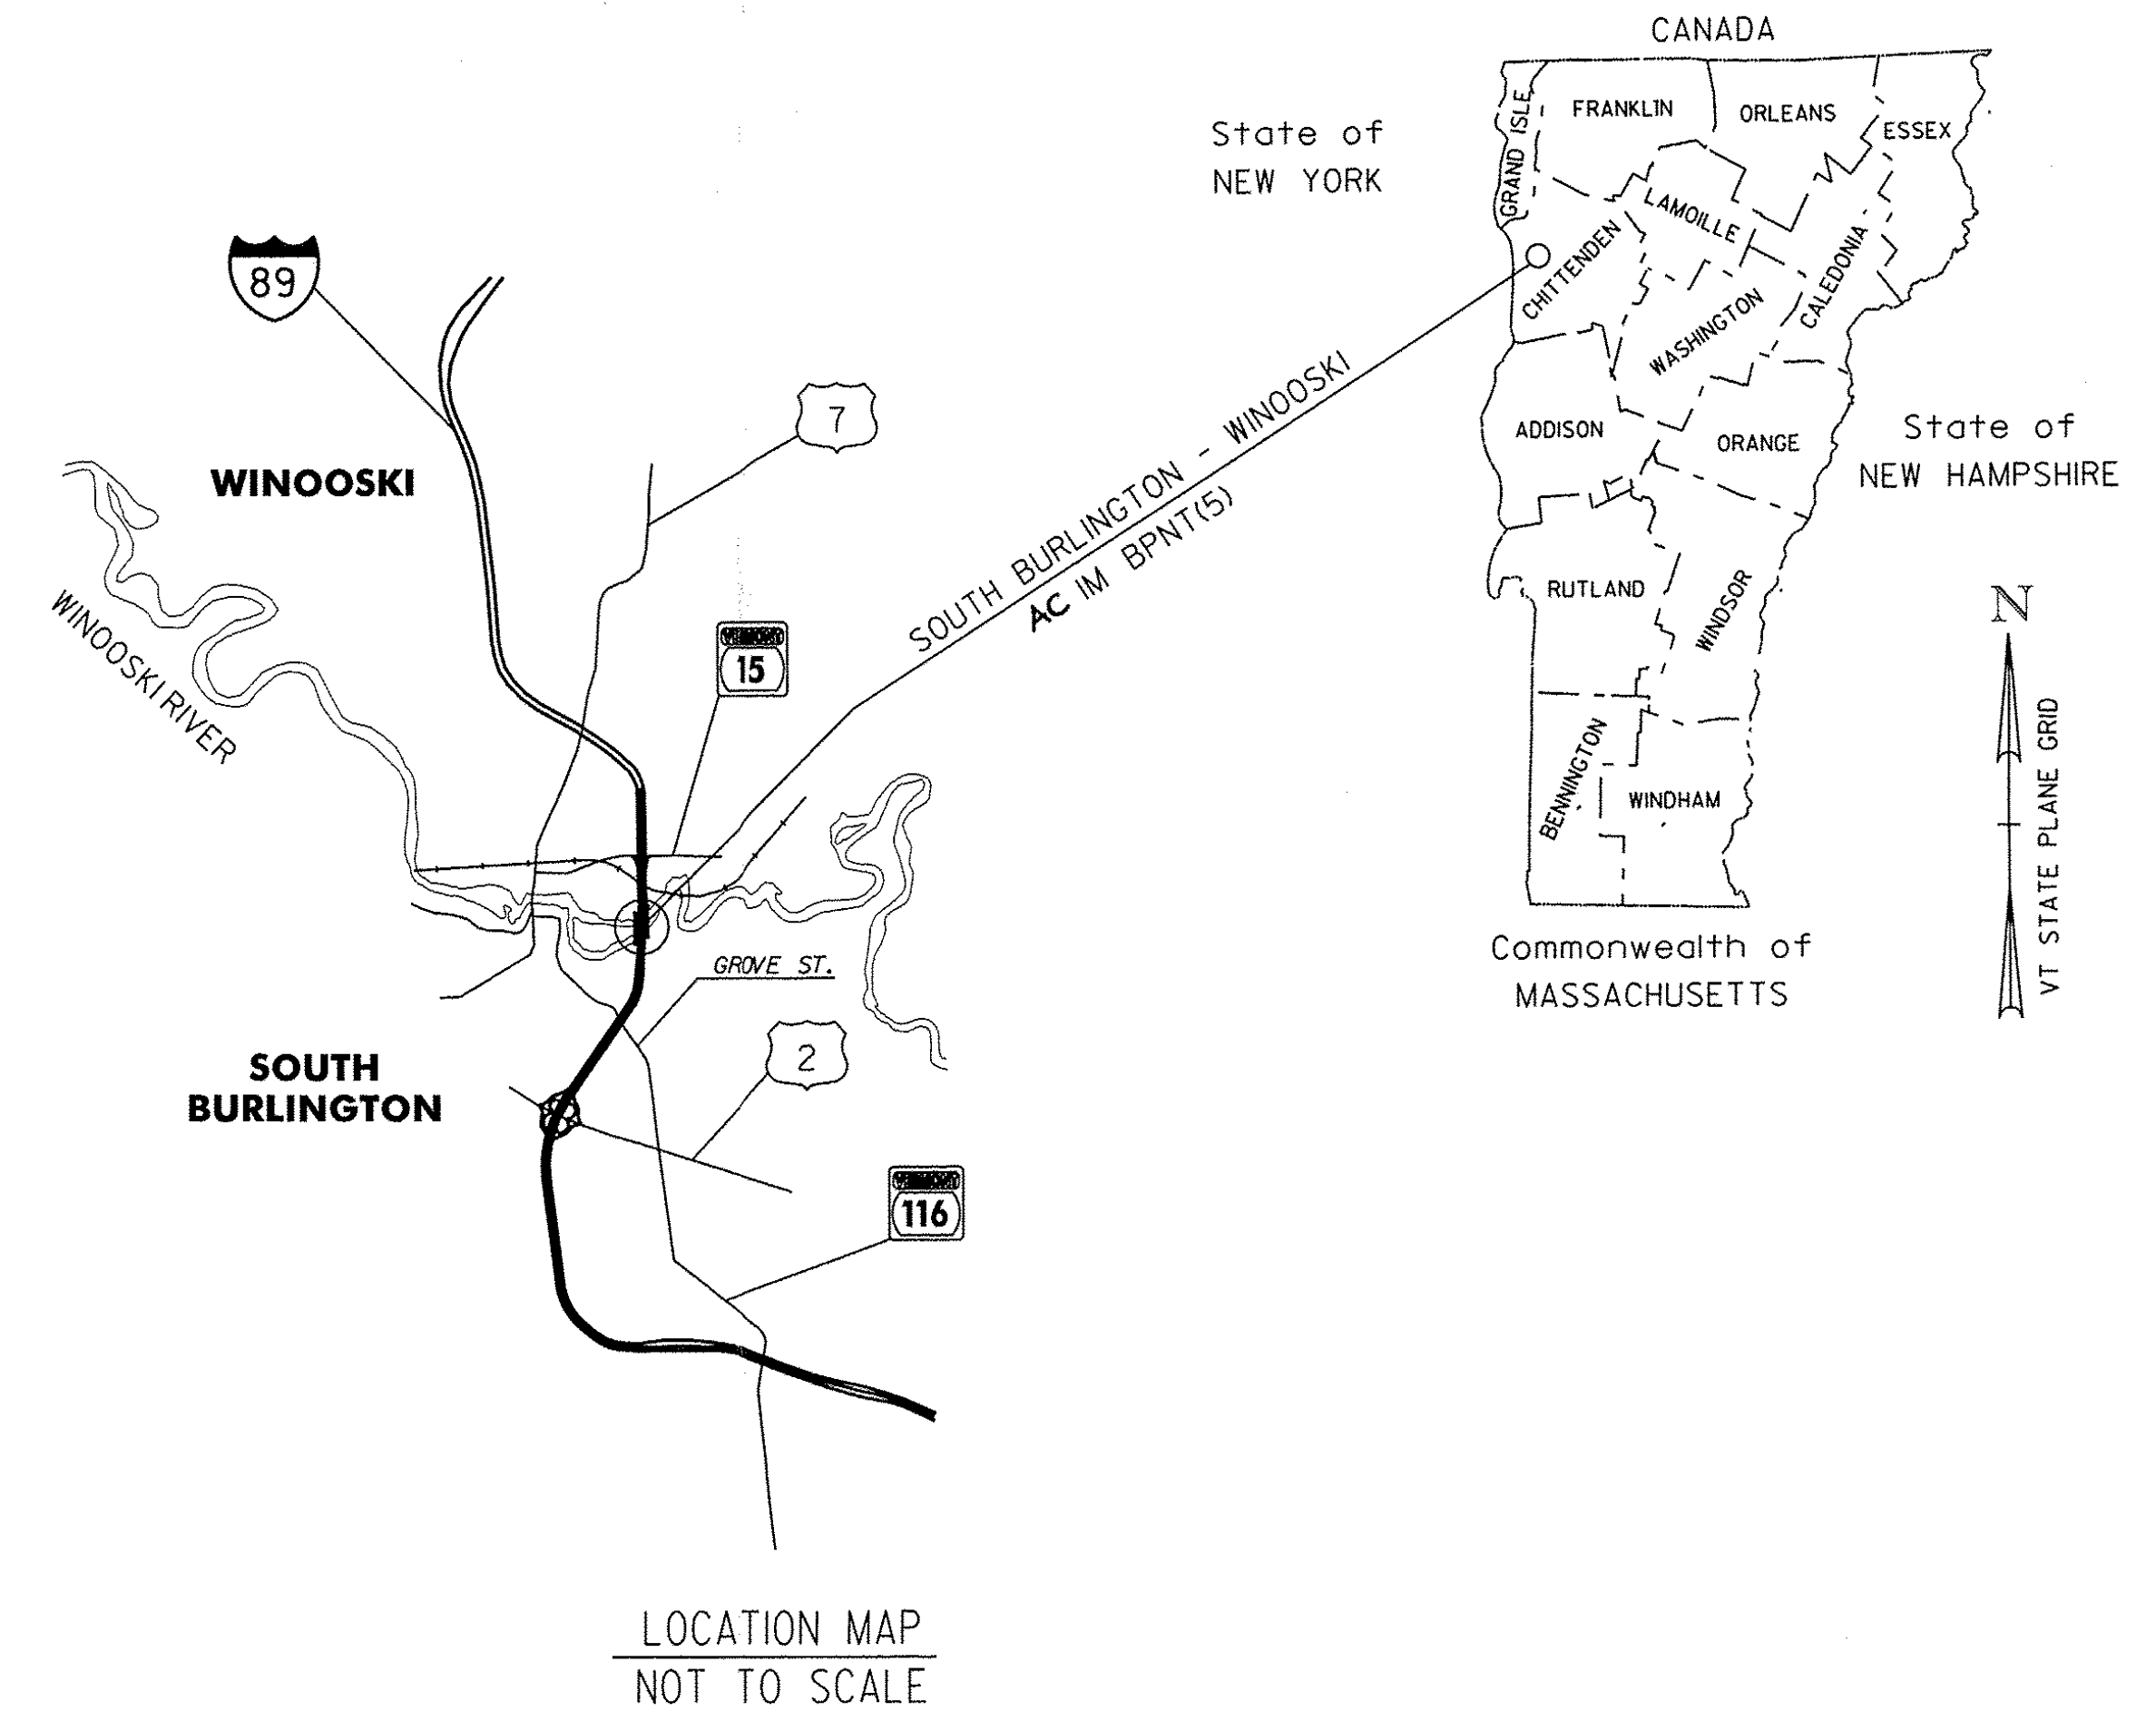 CANADA
State of
NEW YORK
GRAND ISLE
FRANKLIN
ORLEANS
ESSEX
LAMOILLE
CHITTENDEN
CALEDONIA
WASHINGTON
ADDISON
ORANGE
State of
NEW HAMPSHIRE
RUTLAND
WINDSOR
BENNINGTON
WINDHAM
Commonwealth of
MASSACHUSETTS
N
VT STATE PLANE GRID
89
7
WINOOSKI
SOUTH BURLINGTON - WINOOSKI
AC IM BPNT(5)
WINOOSKI RIVER
VERMONT
15
GROVE ST.
2
SOUTH
BURLINGTON
VERMONT
116
LOCATION MAP
NOT TO SCALE